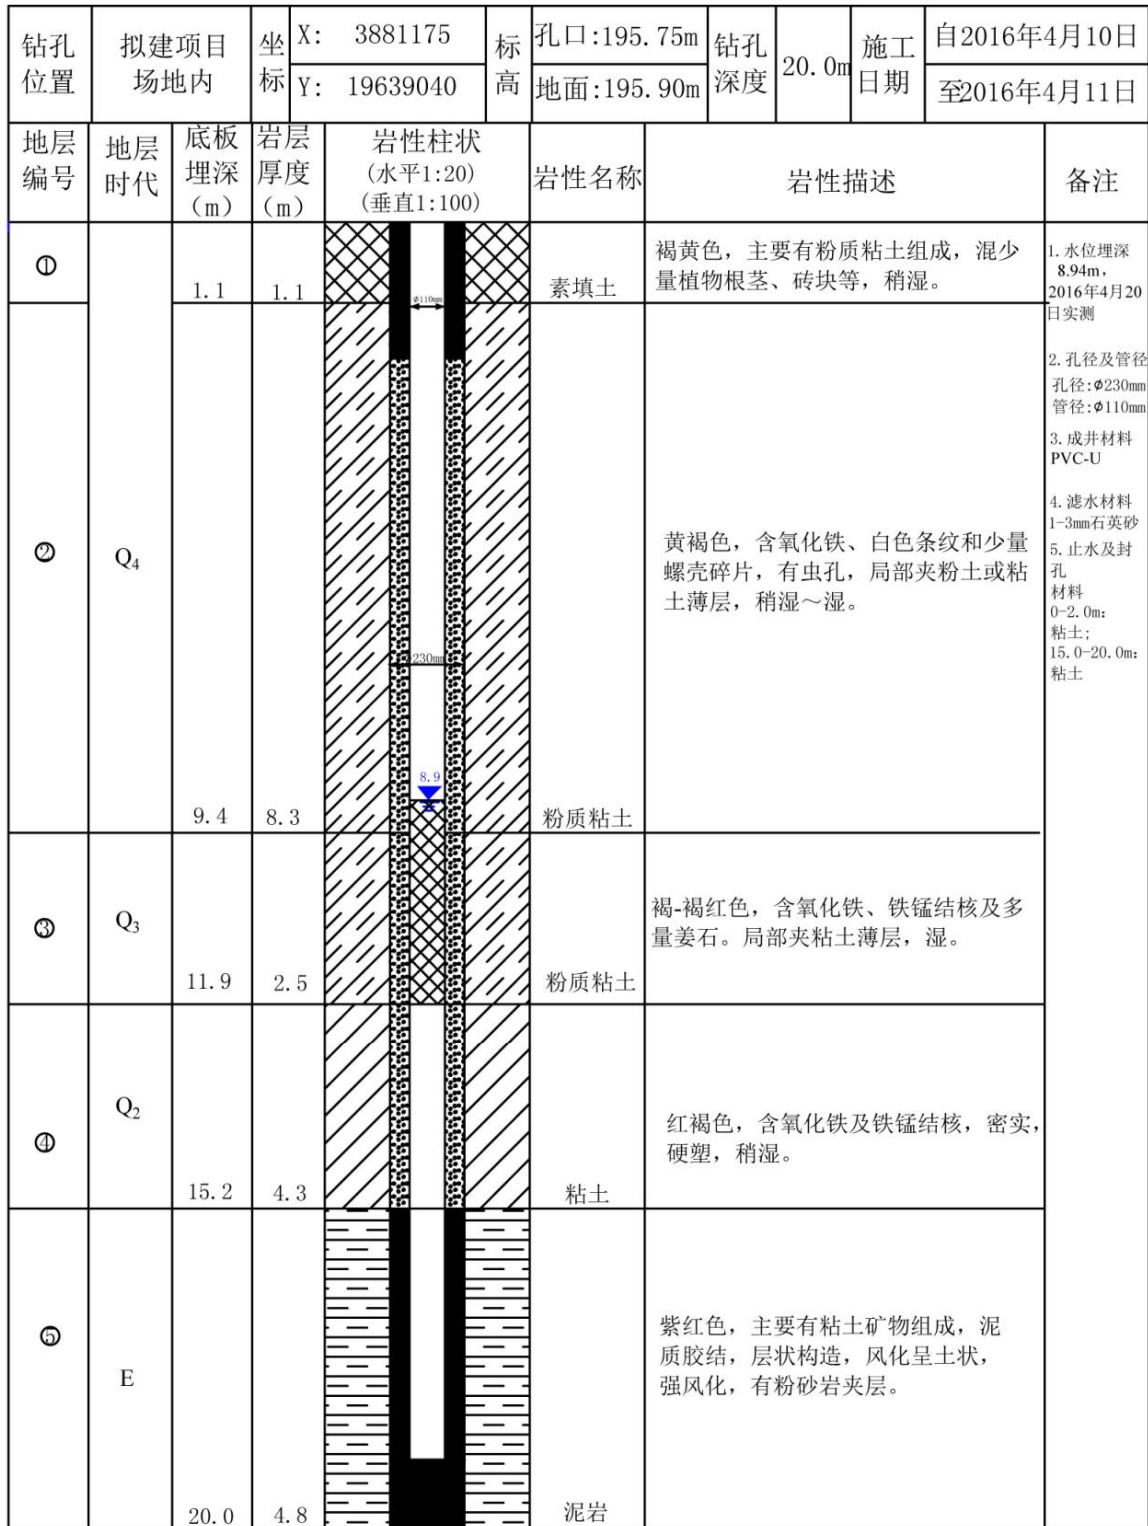 钻孔
位置
拟建项目
场地内
坐
标
X: 3881175
Y: 19639040
标
高
孔口:195.75m
地面:195.90m
钻孔
深度
20.0m
施工
日期
自2016年4月10日
至2016年4月11日
地层
编号
地层
时代
底板
埋深
(m)
岩层
厚度
(m)
岩性柱状
(水平1:20)
(垂直1:100)
岩性名称
岩性描述
备注
①
1.1
1.1
素填土
褐黄色，主要有粉质粘土组成，混少
量植物根茎、砖块等，稍湿。
ϕ110mm
②
Q₄
9.4
8.3
粉质粘土
黄褐色，含氧化铁、白色条纹和少量
螺壳碎片，有虫孔，局部夹粉土或粘
土薄层，稍湿～湿。
ϕ230mm
8.9
③
Q₃
11.9
2.5
粉质粘土
褐-褐红色，含氧化铁、铁锰结核及多
量姜石。局部夹粘土薄层，湿。
④
Q₂
15.2
4.3
粘土
红褐色，含氧化铁及铁锰结核，密实，
硬塑，稍湿。
⑤
E
20.0
4.8
泥岩
紫红色，主要有粘土矿物组成，泥
质胶结，层状构造，风化呈土状，
强风化，有粉砂岩夹层。
1.水位埋深
8.94m，
2016年4月20
日实测
2.孔径及管径
孔径:ϕ230mm
管径:ϕ110mm
3.成井材料
PVC-U
4.滤水材料
1-3mm石英砂
5.止水及封
孔
材料
0-2.0m:
粘土;
15.0-20.0m:
粘土